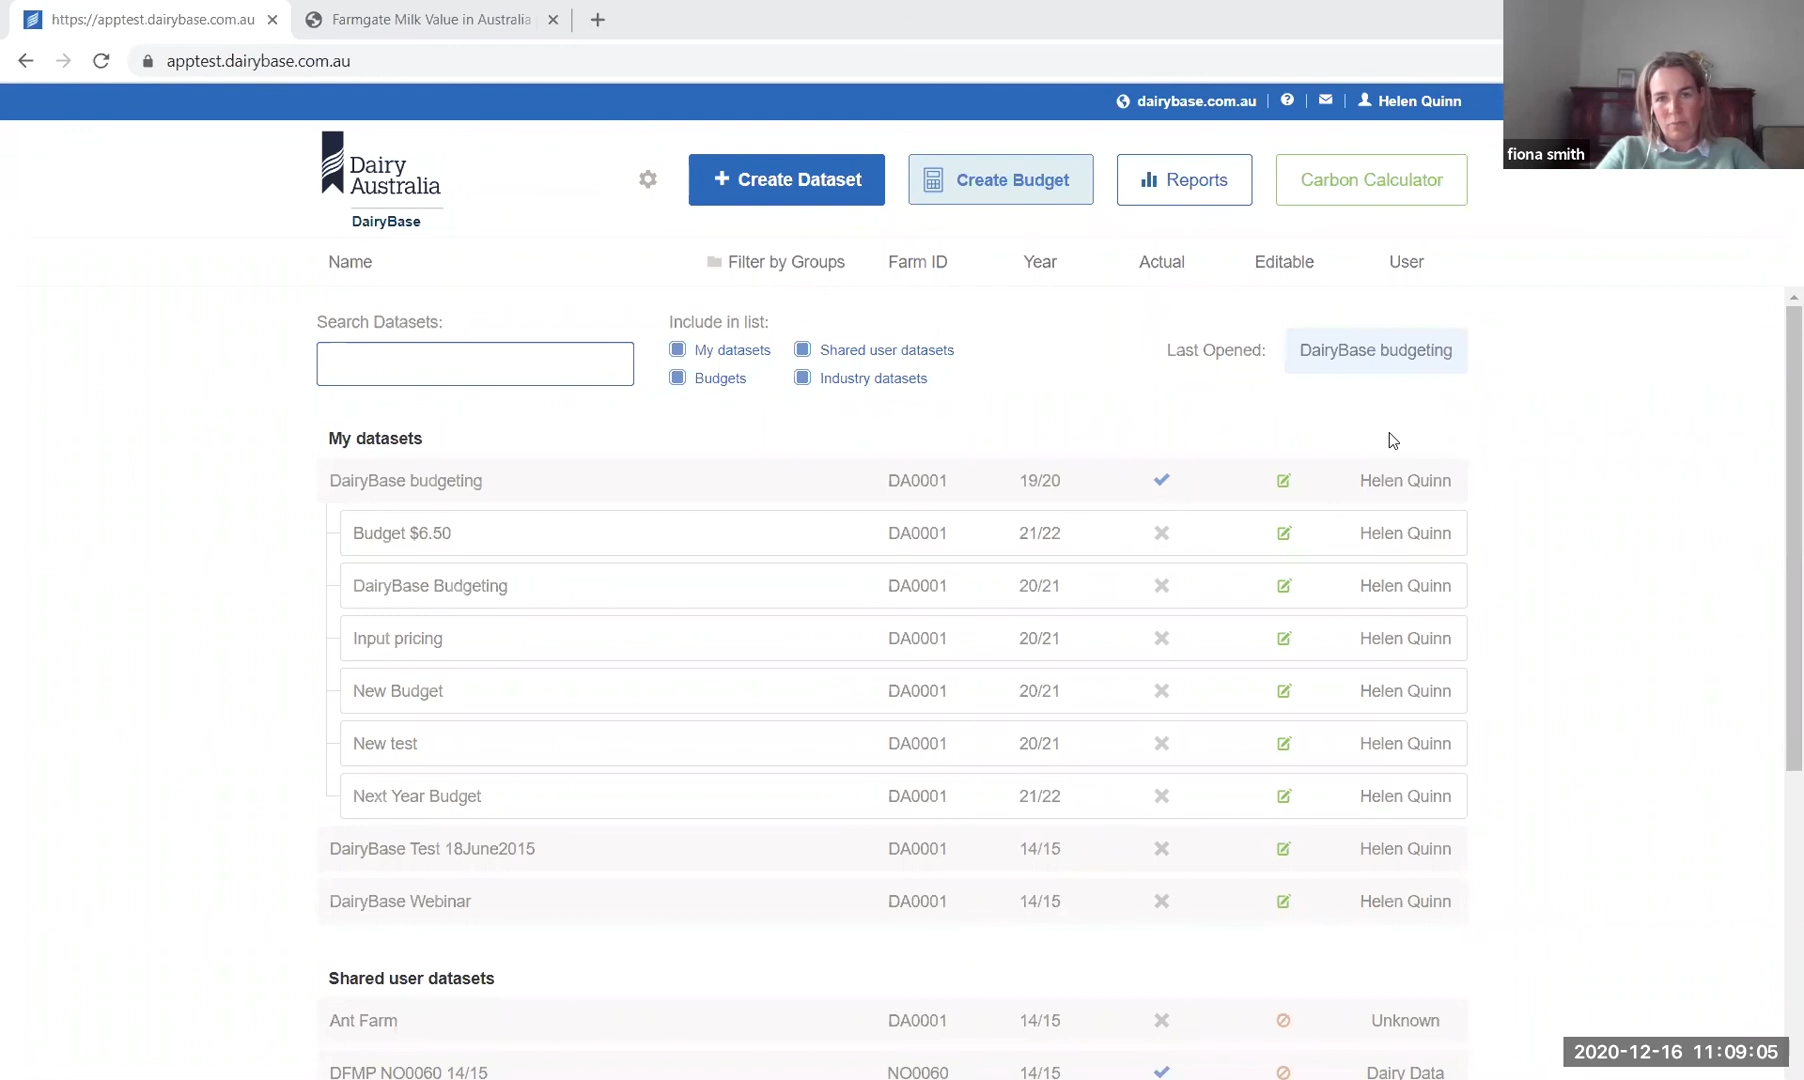 https://apptest.dairybase.com.au Farmgate Milk Value in Australia
apptest.dairybase.com.au
dairybase.com.au Helen Quinn
fiona smith
Dairy
Australia
DairyBase
+ Create Dataset Create Budget Reports Carbon Calculator
Name Filter by Groups Farm ID Year Actual Editable User
Search Datasets: Include in list:
My datasets Shared user datasets
Last Opened: DairyBase budgeting
Budgets Industry datasets
My datasets
DairyBase budgeting DA0001 19/20 Helen Quinn
Budget $6.50 DA0001 21/22 Helen Quinn
DairyBase Budgeting DA0001 20/21 Helen Quinn
Input pricing DA0001 20/21 Helen Quinn
New Budget DA0001 20/21 Helen Quinn
New test DA0001 20/21 Helen Quinn
Next Year Budget DA0001 21/22 Helen Quinn
DairyBase Test 18June2015 DA0001 14/15 Helen Quinn
DairyBase Webinar DA0001 14/15 Helen Quinn
Shared user datasets
Ant Farm DA0001 14/15 Unknown
DFMP NO0060 14/15 NO0060 14/15 Dairy Data
2020-12-16 11:09:05